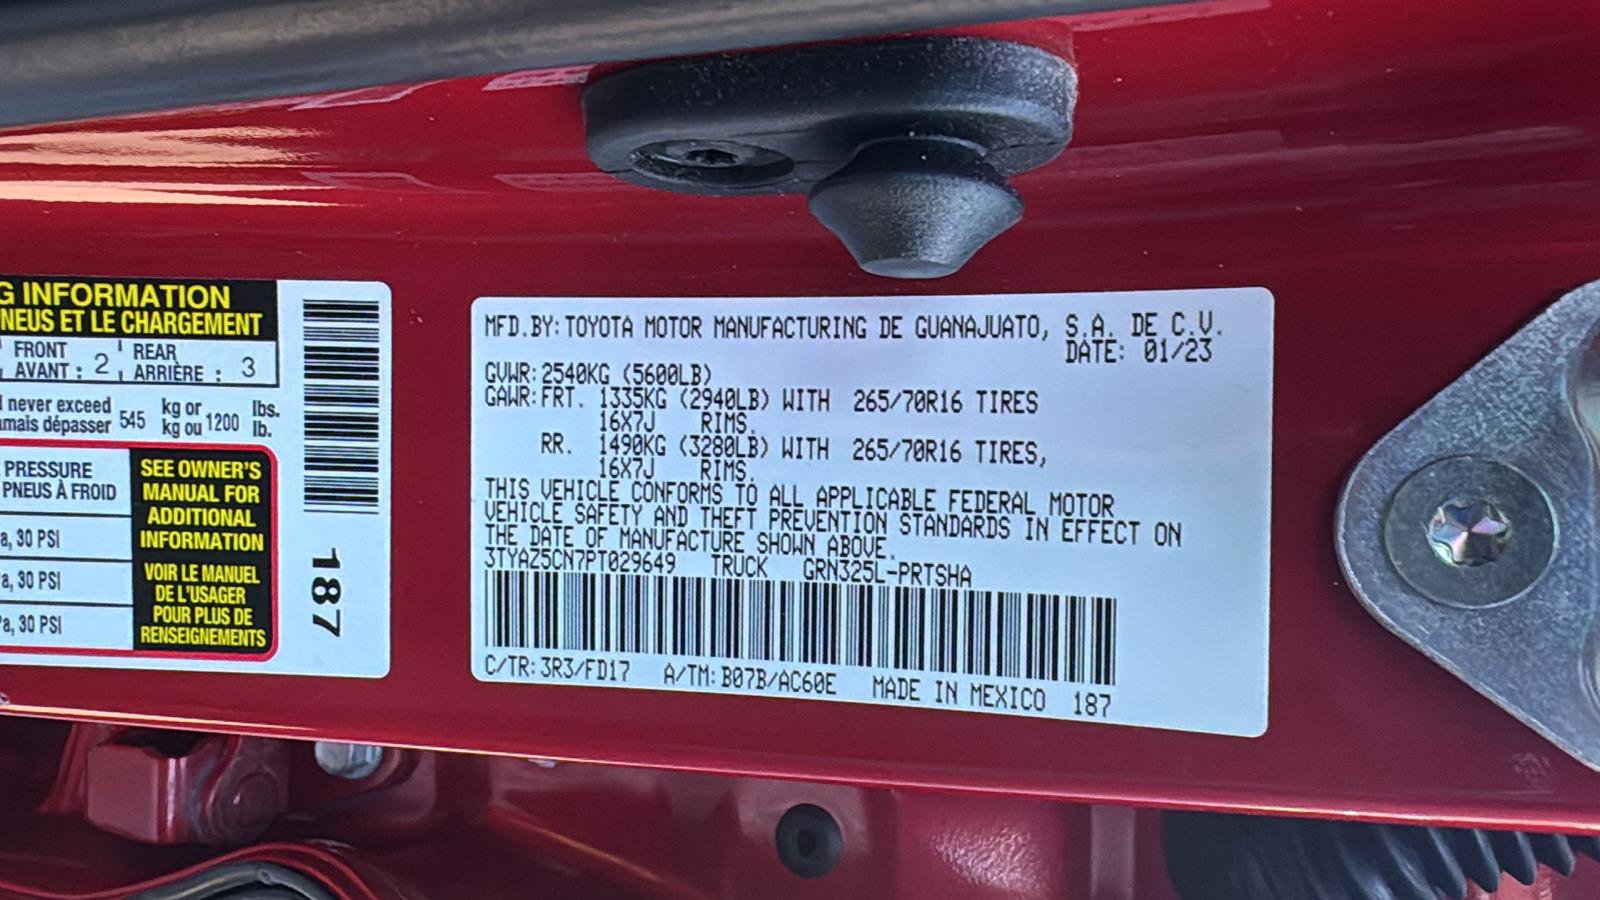 G INFORMATION
NEUS ET LE CHARGEMENT
FRONT
AVANT : 2
REAR
ARRIÈRE : 3
never exceed
amais dépasser
545
kg or
kg ou
1200
lbs.
lb.
PRESSURE
PNEUS À FROID
a, 30 PSI
a, 30 PSI
Pa, 30 PSI
SEE OWNER'S
MANUAL FOR
ADDITIONAL
INFORMATION
VOIR LE MANUEL
DE L'USAGER
POUR PLUS DE
RENSEIGNEMENTS
187
MFD.BY:TOYOTA MOTOR MANUFACTURING DE GUANAJUATO, S.A. DE C.V.
DATE: 01/23
GVWR:2540KG (5600LB)
GAWR:FRT. 1335KG (2940LB) WITH 265/70R16 TIRES
16X7J RIMS,
RR. 1490KG (3280LB) WITH 265/70R16 TIRES,
16X7J RIMS.
THIS VEHICLE CONFORMS TO ALL APPLICABLE FEDERAL MOTOR
VEHICLE SAFETY AND THEFT PREVENTION STANDARDS IN EFFECT ON
THE DATE OF MANUFACTURE SHOWN ABOVE.
3TYAZ5CN7PT029649 TRUCK GRN325L-PRTSHA
C/TR:3R3/FD17 A/TM:B07B/AC60E MADE IN MEXICO 187